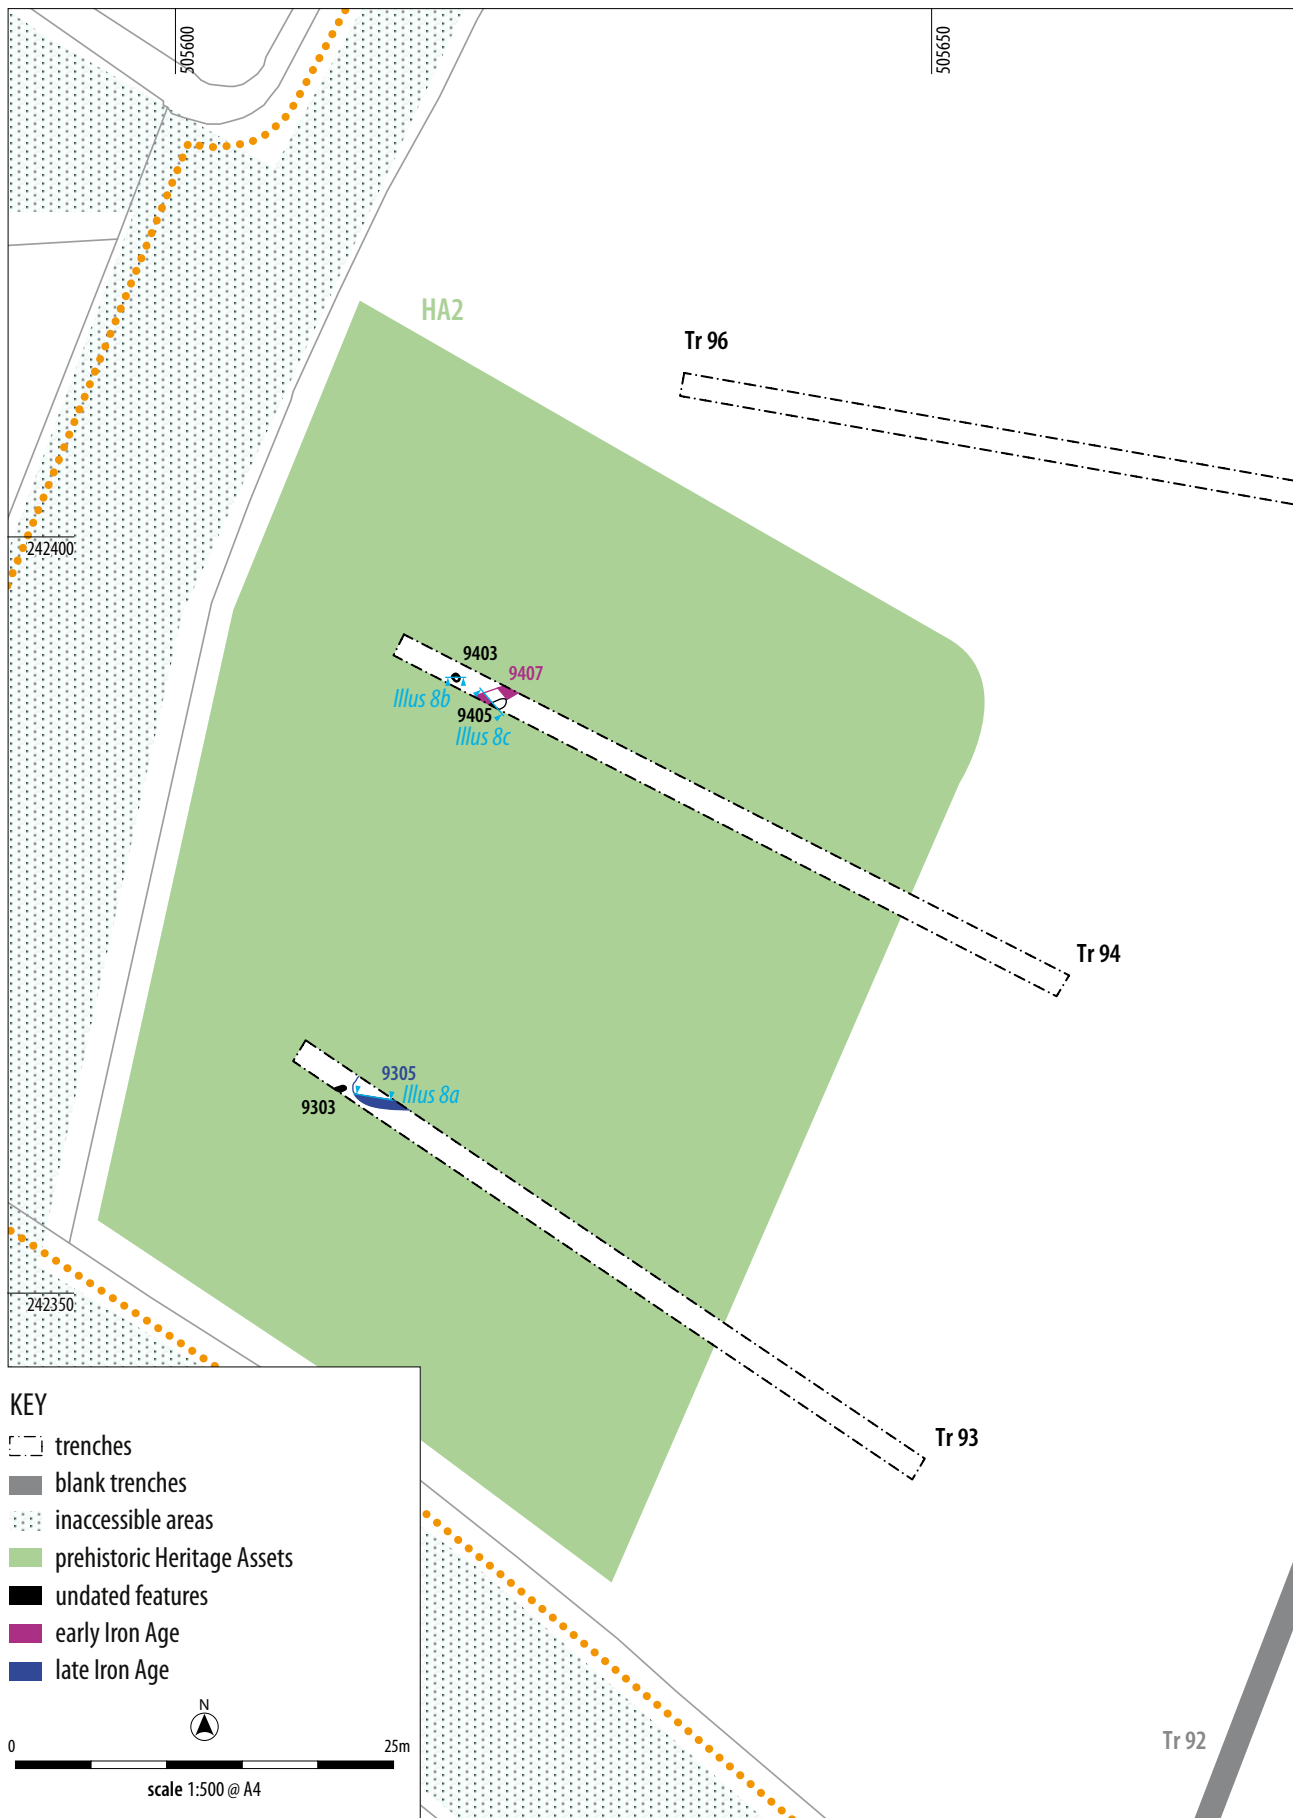 505600
505650
HA2
Tr 96
242400
9403
9407
Illus 8b
9405
Illus 8c
Tr 94
9305
Illus 8a
9303
242350
Tr 93
KEY
trenches
blank trenches
inaccessible areas
prehistoric Heritage Assets
undated features
early Iron Age
late Iron Age
N
0 25m
scale 1:500 @ A4
Tr 92